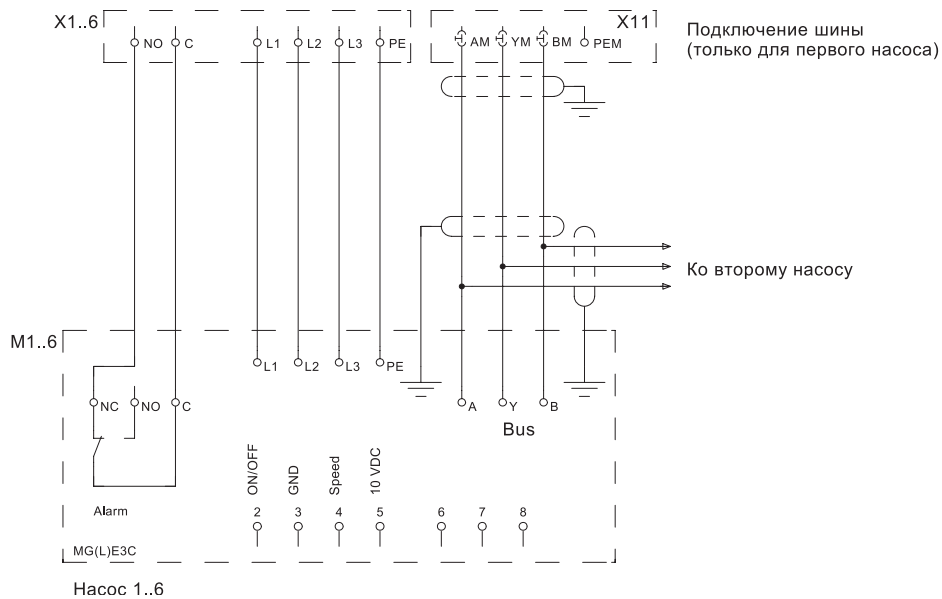 X1..6
X11
NO C L1 L2 L3 PE AM YM BM PEM
Подключение шины
(только для первого насоса)
Ко второму насосу
M1..6
L1 L2 L3 PE
NC NO C A Y B
Bus
ON/OFF GND Speed 10 VDC
Alarm 2 3 4 5 6 7 8
MG(L)E3C
Насос 1..6